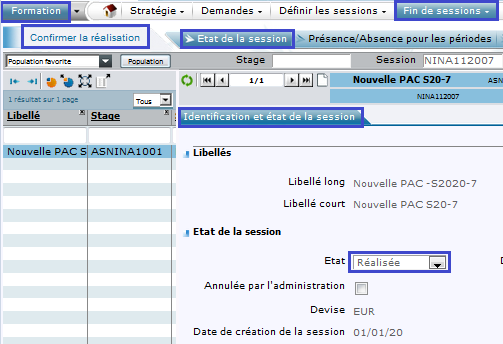 Formation Stratégie Demandes Définir les sessions Fin de sessions
Confirmer la réalisation Etat de la session Présence/Absence pour les périodes
Population favorite Population Stage Session NINA112007
1/1 Nouvelle PAC S20-7 ASN
1 résultat sur 1 page Tous NINA112007
Libellé Stage Identification et état de la session
Nouvelle PAC S ASNINA1001 Libellés
Libellé long Nouvelle PAC -S2020-7
Libellé court Nouvelle PAC S20-7
Etat de la session
Etat Réalisée D
Annulée par l'administration
Devise EUR
Date de création de la session 01/01/20